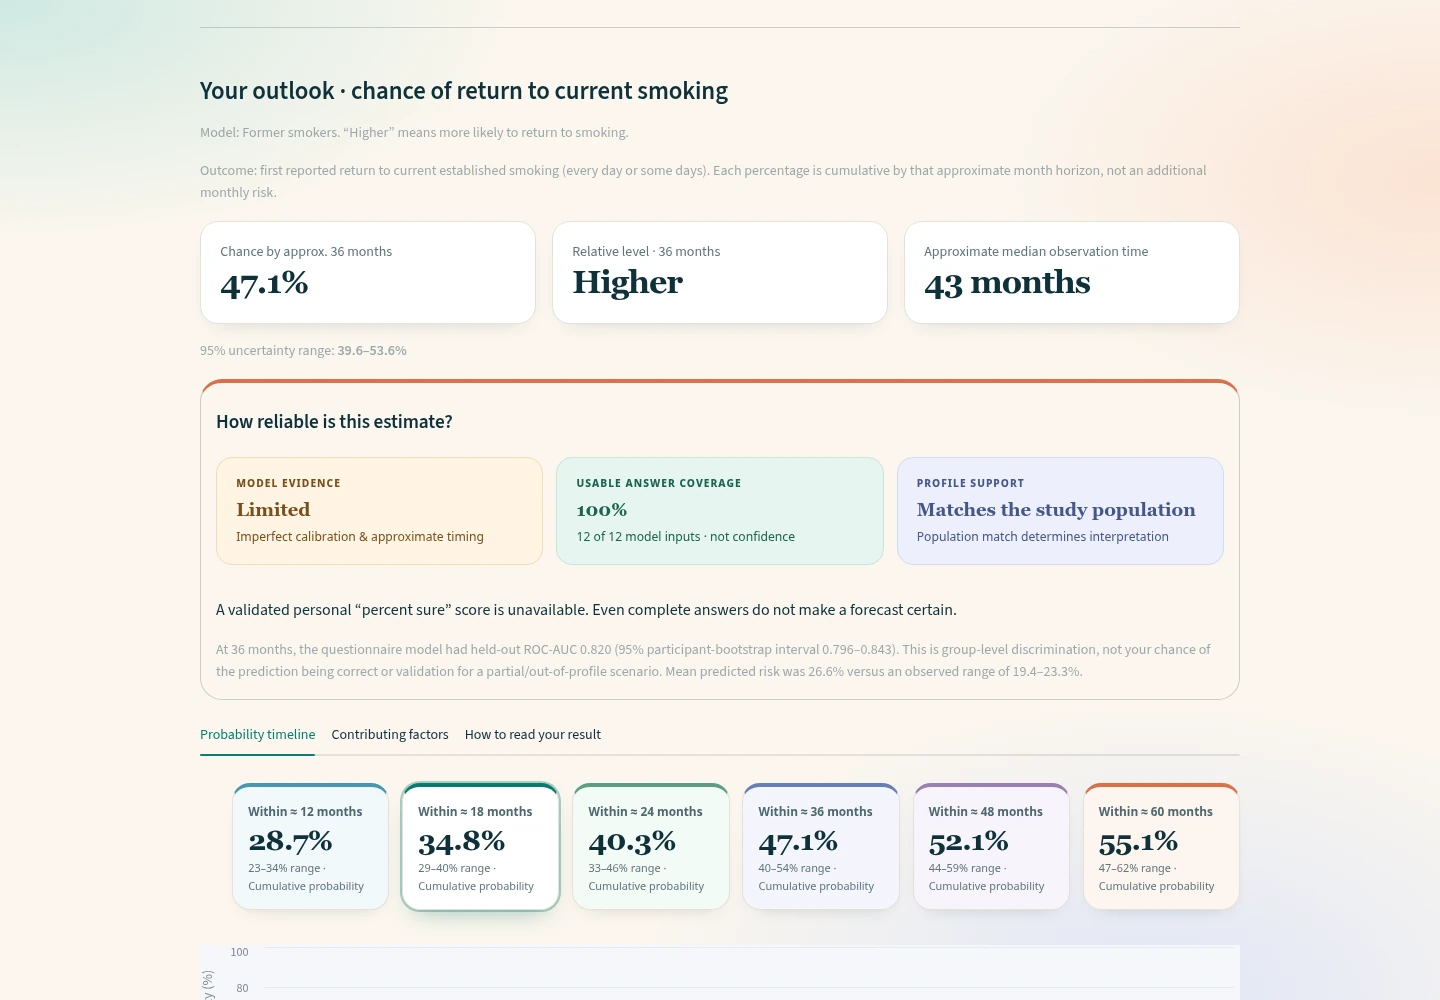 Your outlook · chance of return to current smoking
Model: Former smokers. “Higher” means more likely to return to smoking.
Outcome: first reported return to current established smoking (every day or some days). Each percentage is cumulative by that approximate month horizon, not an additional
monthly risk.
Chance by approx. 36 months
47.1%
Relative level · 36 months
Higher
Approximate median observation time
43 months
95% uncertainty range: 39.6–53.6%
How reliable is this estimate?
MODEL EVIDENCE
Limited
Imperfect calibration & approximate timing
USABLE ANSWER COVERAGE
100%
12 of 12 model inputs · not confidence
PROFILE SUPPORT
Matches the study population
Population match determines interpretation
A validated personal “percent sure” score is unavailable. Even complete answers do not make a forecast certain.
At 36 months, the questionnaire model had held-out ROC-AUC 0.820 (95% participant-bootstrap interval 0.796–0.843). This is group-level discrimination, not your chance of
the prediction being correct or validation for a partial/out-of-profile scenario. Mean predicted risk was 26.6% versus an observed range of 19.4–23.3%.
Probability timeline
Contributing factors
How to read your result
Within ≈ 12 months
28.7%
23–34% range ·
Cumulative probability
Within ≈ 18 months
34.8%
29–40% range ·
Cumulative probability
Within ≈ 24 months
40.3%
33–46% range ·
Cumulative probability
Within ≈ 36 months
47.1%
40–54% range ·
Cumulative probability
Within ≈ 48 months
52.1%
44–59% range ·
Cumulative probability
Within ≈ 60 months
55.1%
47–62% range ·
Cumulative probability
100
80
y (%)